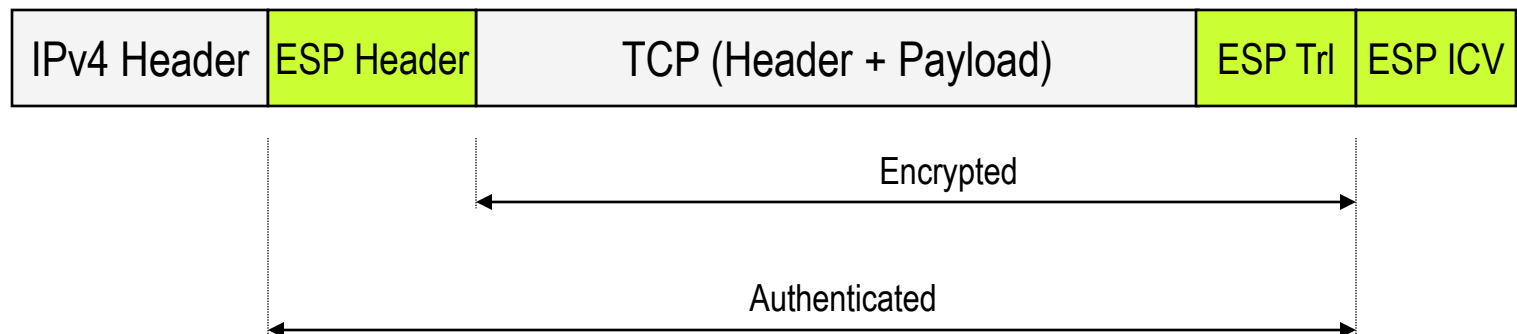 IPv4 Header ESP Header TCP (Header + Payload) ESP Trl ESP ICV
Encrypted
Authenticated